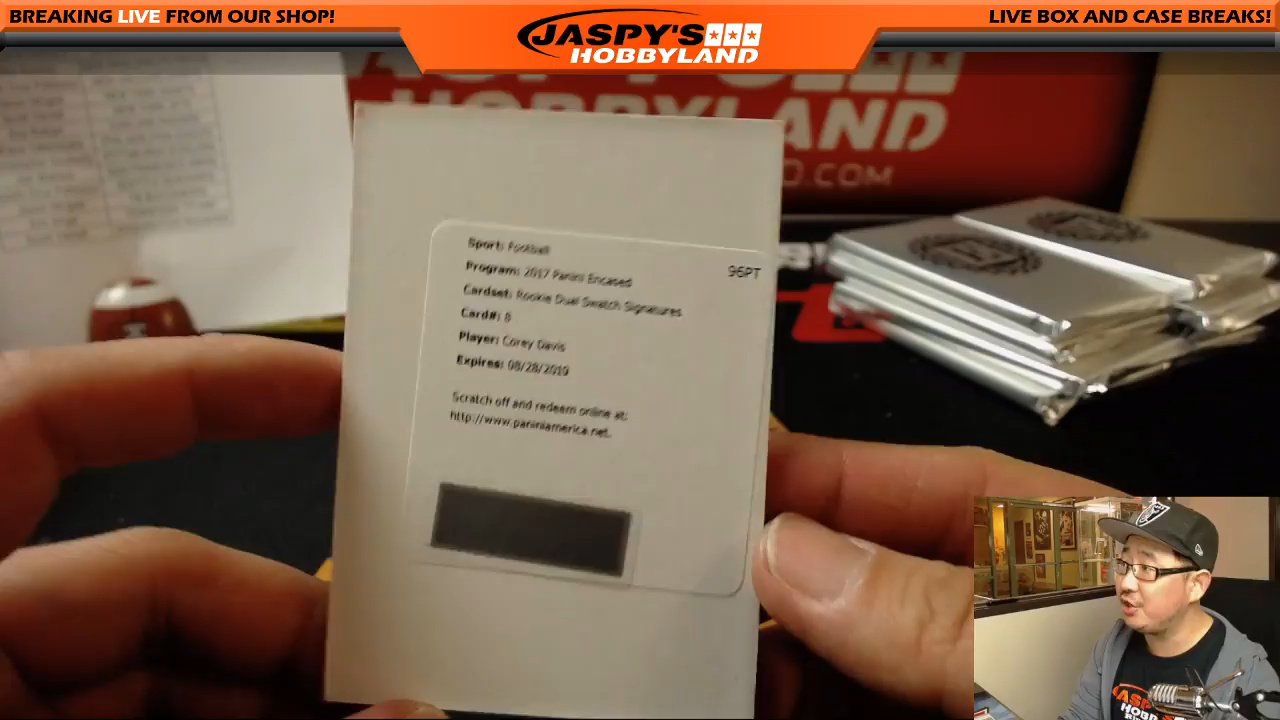 BREAKING LIVE FROM OUR SHOP!
JASPY'S
HOBBYLAND
LIVE BOX AND CASE BREAKS!
HOBBYLAND
O.COM
Sport: Football
96PT
Program: 2017 Panini Encased
Cardset: Rookie Dual Swatch Signatures
Card#: 8
Player: Corey Davis
Expires: 08/28/2019
Scratch off and redeem online at:
http://www.paniniamerica.net.
JASPY'S